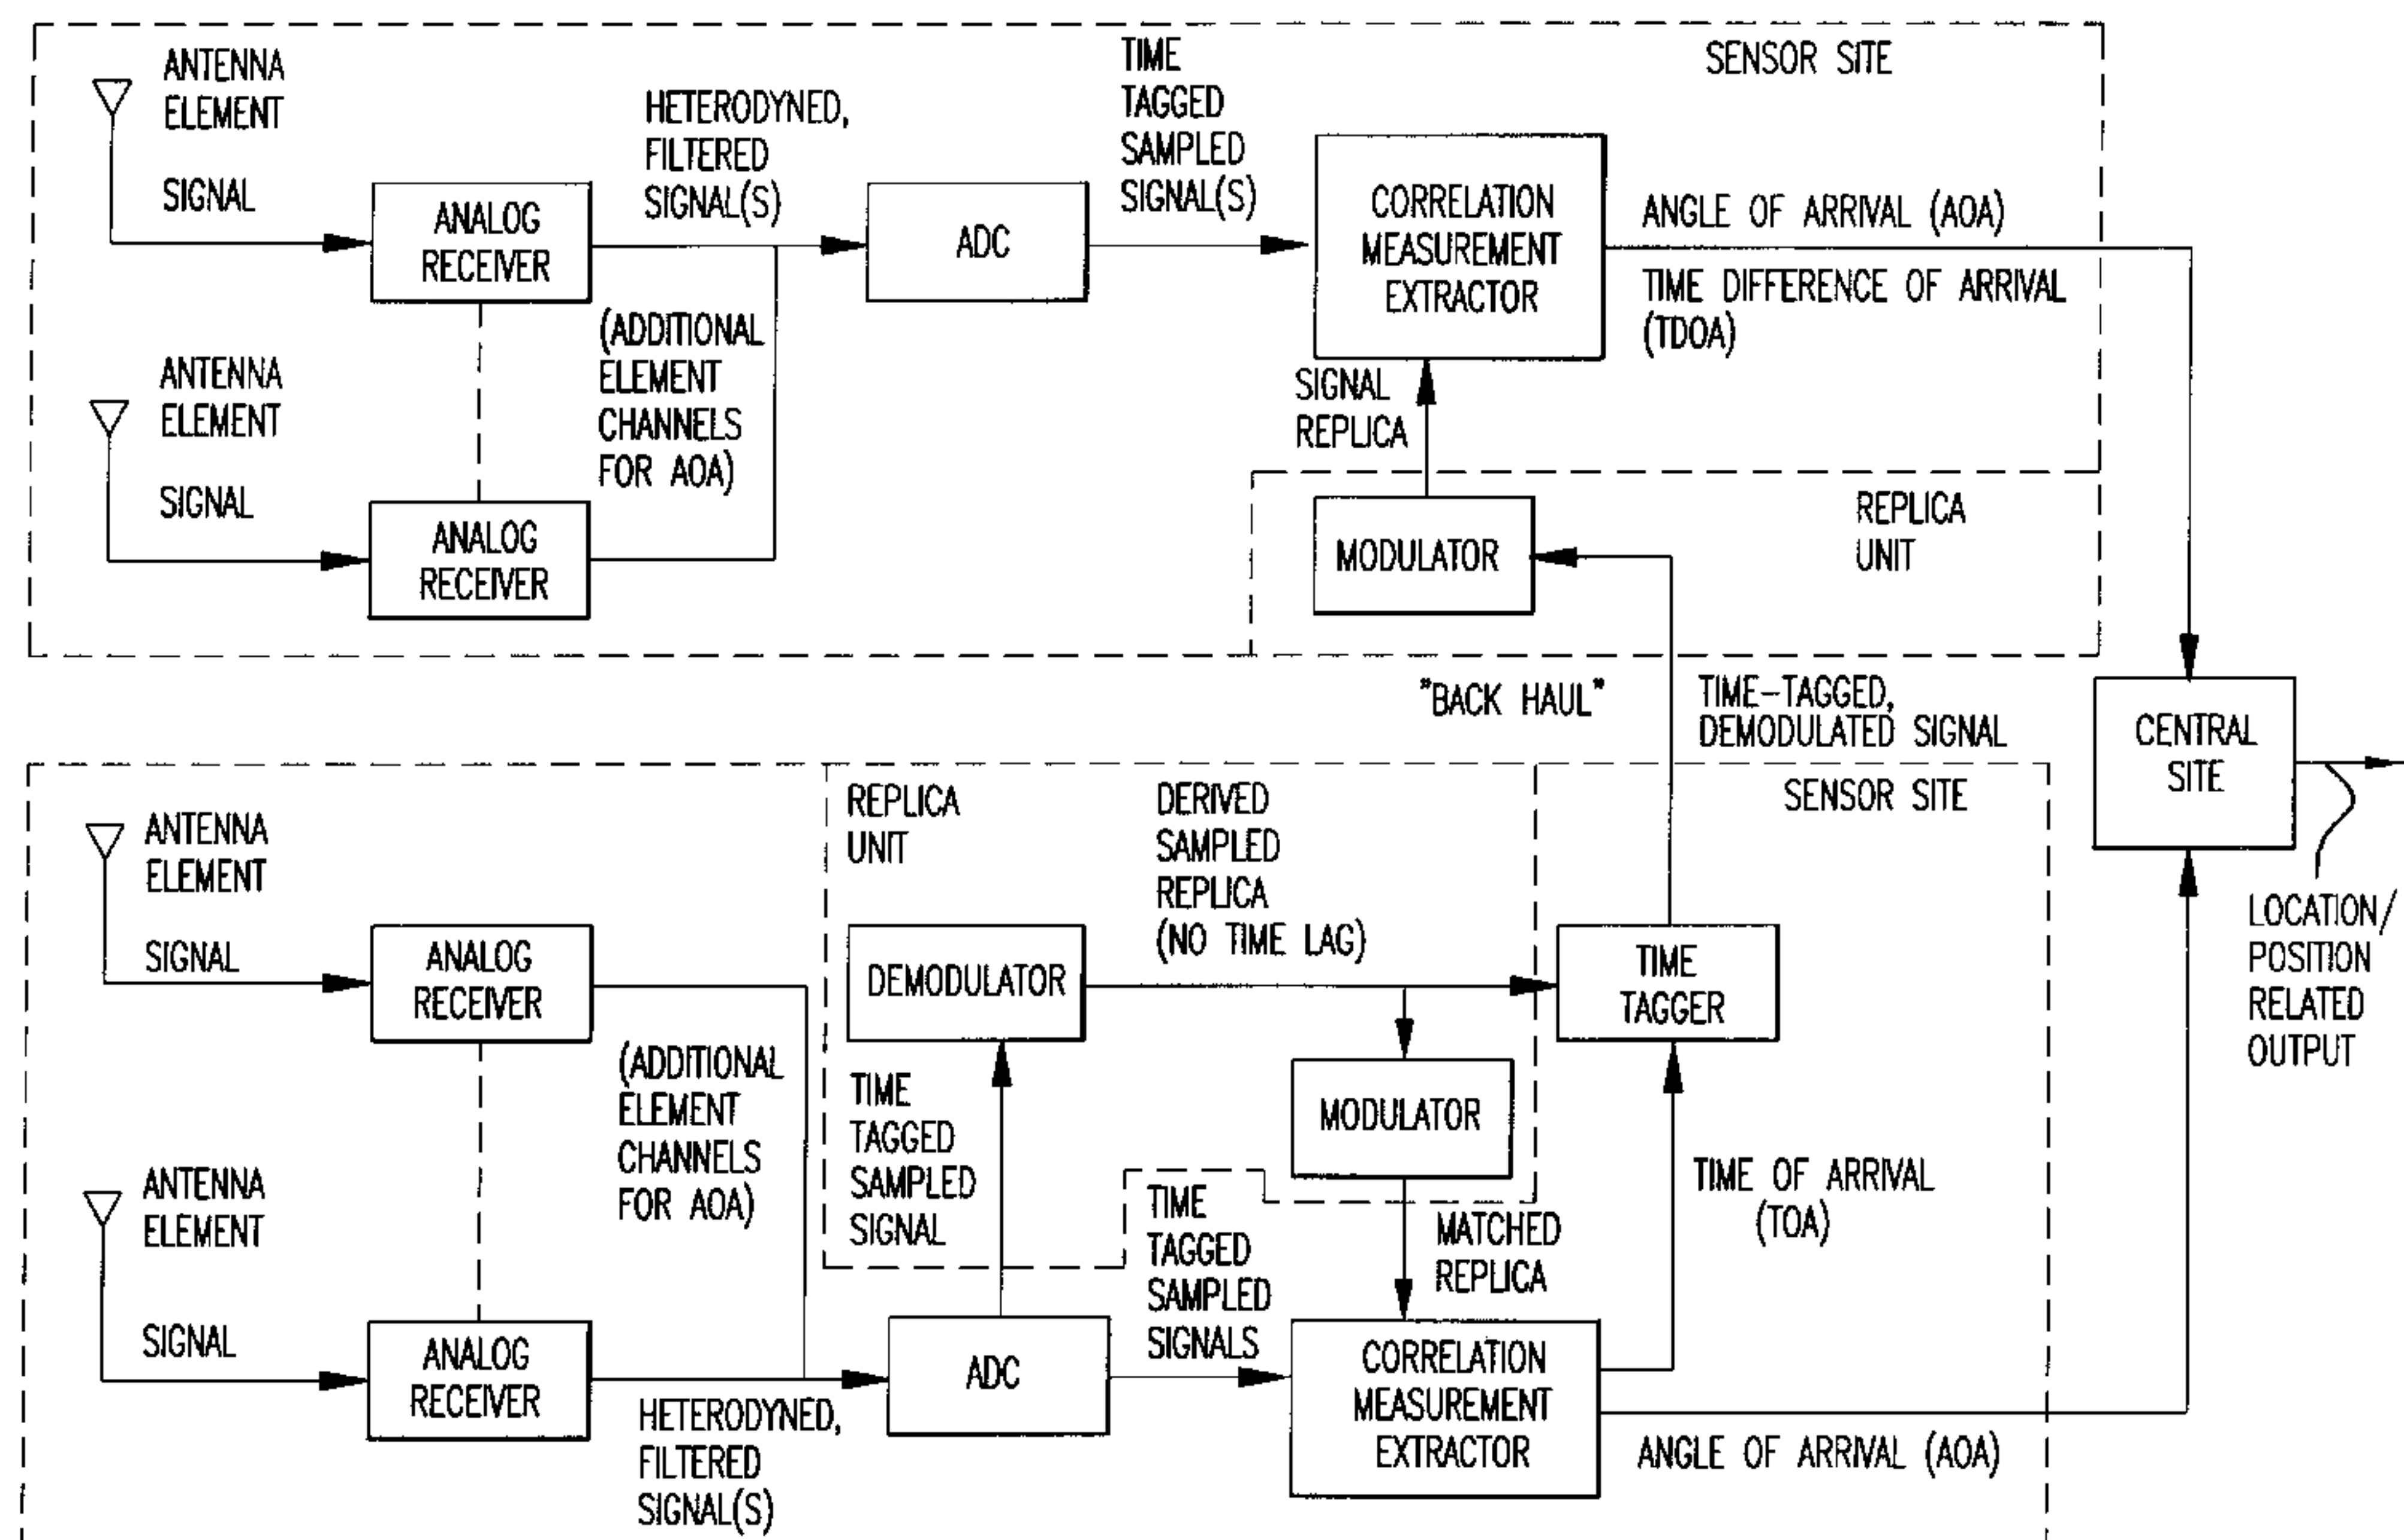 SENSOR SITE
ANTENNA
ELEMENT
SIGNAL
ANALOG
RECEIVER
HETERODYNED,
FILTERED
SIGNAL(S)
ADC
TIME
TAGGED
SAMPLED
SIGNAL(S)
CORRELATION
MEASUREMENT
EXTRACTOR
ANGLE OF ARRIVAL (AOA)
TIME DIFFERENCE OF ARRIVAL
(TDOA)
ANTENNA
ELEMENT
SIGNAL
ANALOG
RECEIVER
(ADDITIONAL
ELEMENT
CHANNELS
FOR AOA)
SIGNAL
REPLICA
MODULATOR
REPLICA
UNIT
"BACK HAUL"
TIME-TAGGED,
DEMODULATED SIGNAL
CENTRAL
SITE
LOCATION/
POSITION
RELATED
OUTPUT
SENSOR SITE
ANTENNA
ELEMENT
SIGNAL
ANALOG
RECEIVER
(ADDITIONAL
ELEMENT
CHANNELS
FOR AOA)
REPLICA
UNIT
DEMODULATOR
DERIVED
SAMPLED
REPLICA
(NO TIME LAG)
TIME
TAGGER
MODULATOR
TIME
TAGGED
SAMPLED
SIGNAL
ANTENNA
ELEMENT
SIGNAL
ANALOG
RECEIVER
HETERODYNED,
FILTERED
SIGNAL(S)
ADC
TIME
TAGGED
SAMPLED
SIGNALS
MATCHED
REPLICA
CORRELATION
MEASUREMENT
EXTRACTOR
TIME OF ARRIVAL
(TOA)
ANGLE OF ARRIVAL (AOA)